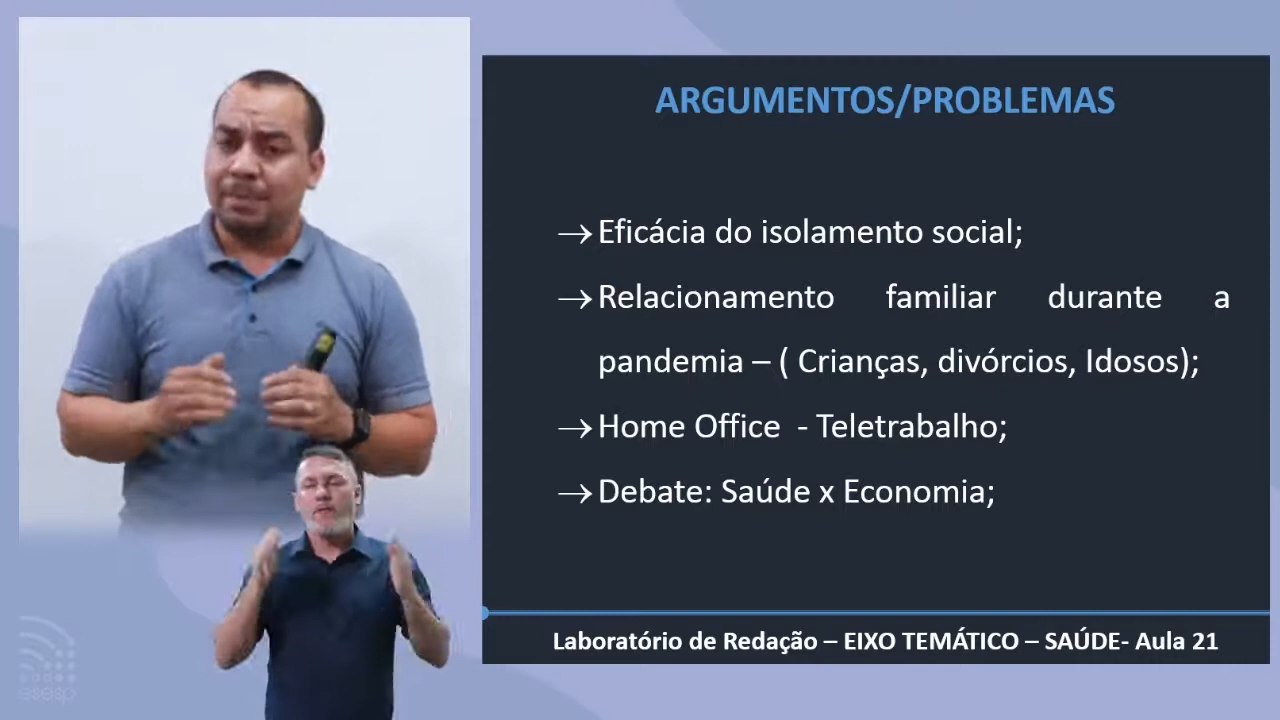 ARGUMENTOS/PROBLEMAS
→Eficácia do isolamento social;
→Relacionamento familiar durante a
pandemia – ( Crianças, divórcios, Idosos);
→Home Office - Teletrabalho;
→Debate: Saúde x Economia;
Laboratório de Redação – EIXO TEMÁTICO – SAÚDE- Aula 21
esesp